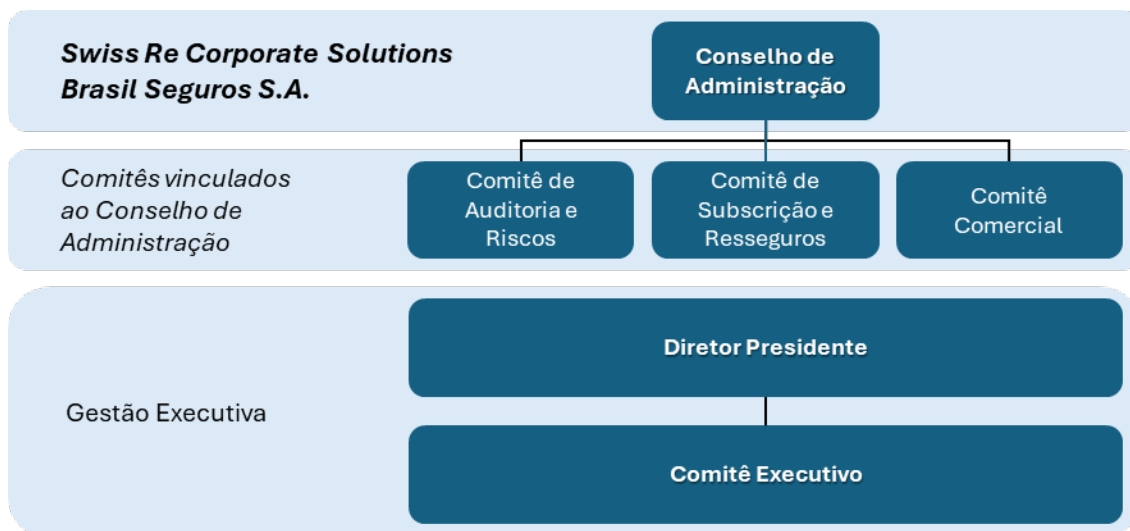 Swiss Re Corporate Solutions
Brasil Seguros S.A.
Conselho de
Administração
Comitês vinculados
ao Conselho de
Administração
Comitê de
Auditoria e
Riscos
Comitê de
Subscrição e
Resseguros
Comitê
Comercial
Gestão Executiva
Diretor Presidente
Comitê Executivo